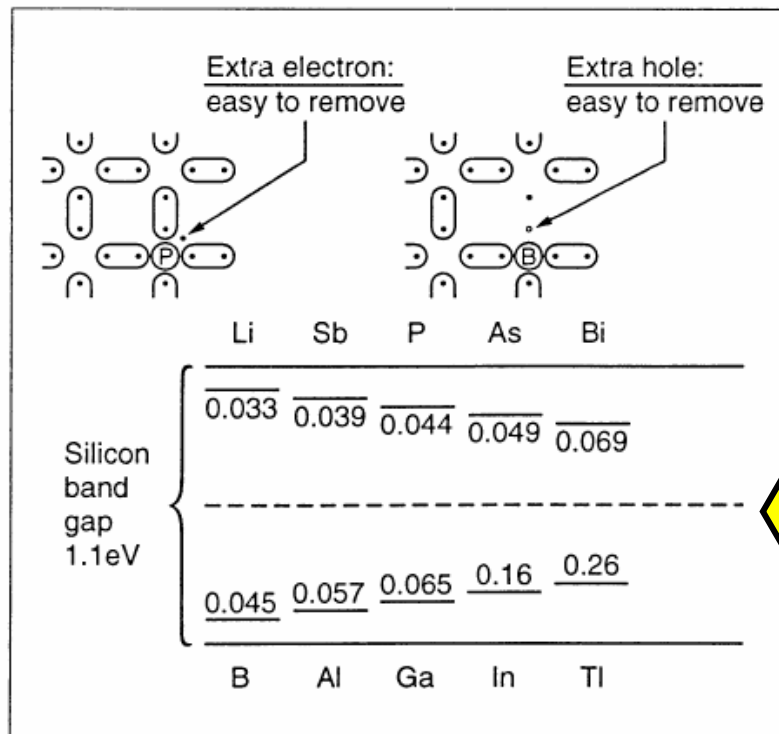 Extra electron:
easy to remove
Extra hole:
easy to remove
P
B
Li Sb P As Bi
0.033 0.039 0.044 0.049 0.069
Silicon
band
gap
1.1eV
0.045 0.057 0.065 0.16 0.26
B Al Ga In Tl